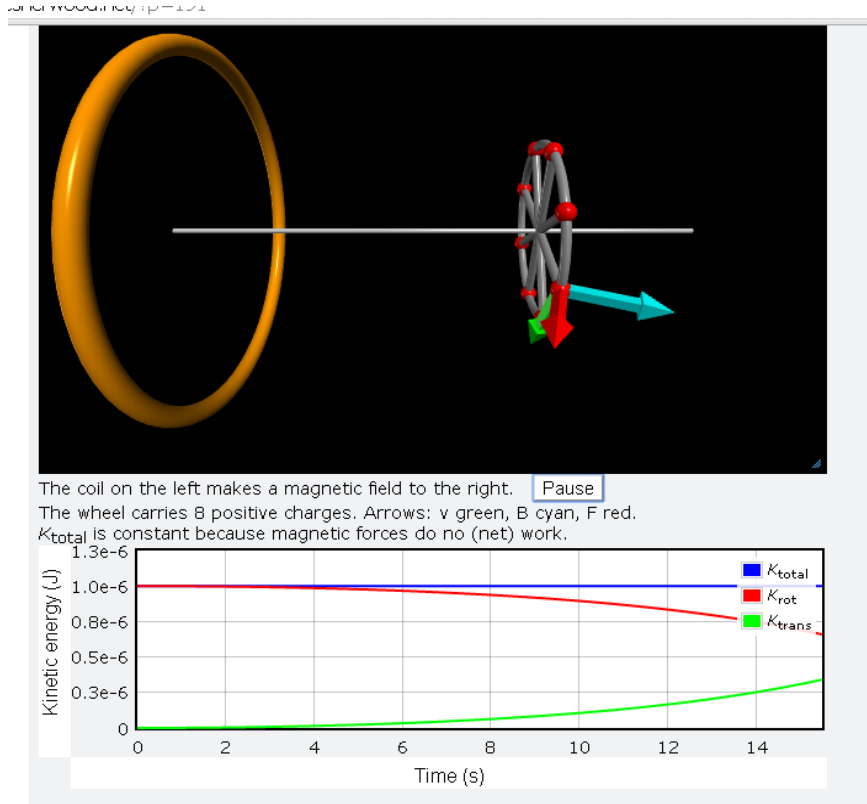 The coil on the left makes a magnetic field to the right. Pause
The wheel carries 8 positive charges. Arrows: v green, B cyan, F red.
Ktotal is constant because magnetic forces do no (net) work.
1.3e-6
1.0e-6
0.8e-6
0.5e-6
0.3e-6
0
Kinetic energy (J)
Ktotal
Krot
Ktrans
0 2 4 6 8 10 12 14
Time (s)